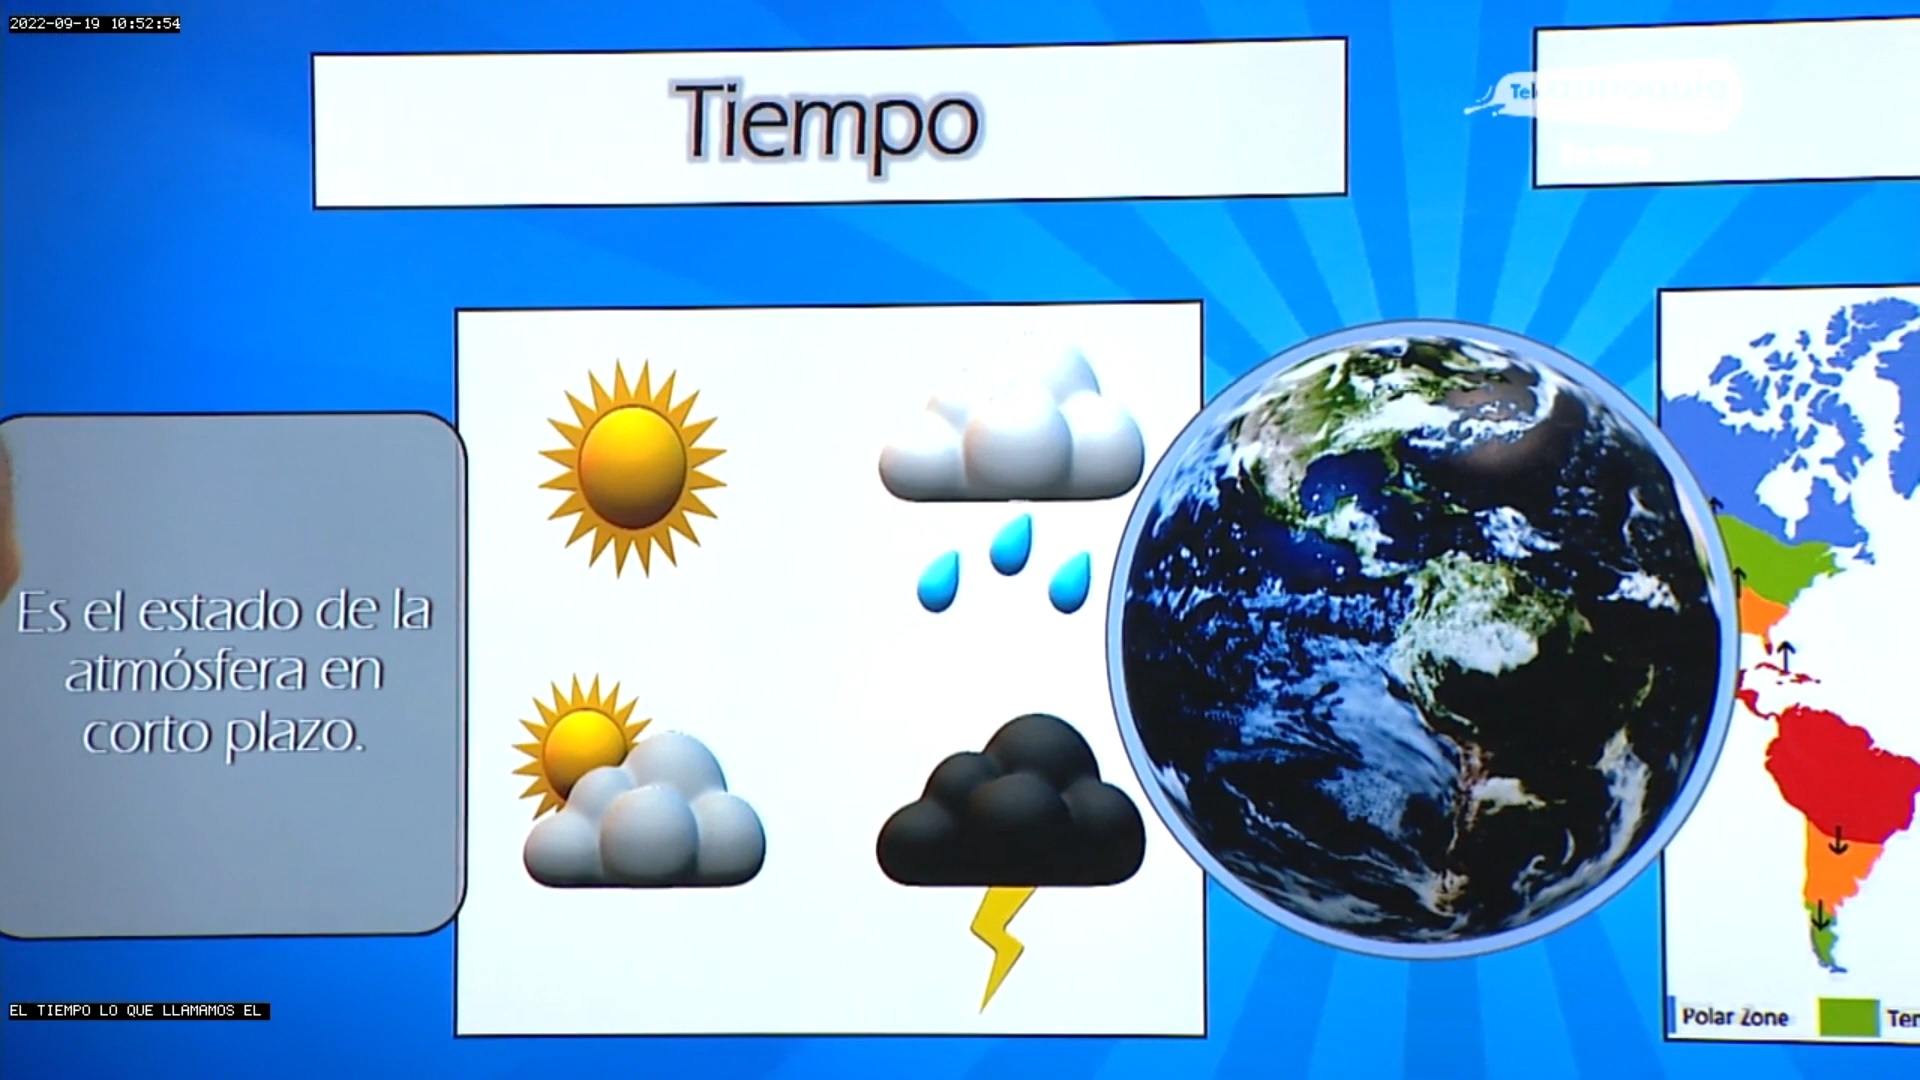 2022-09-19 10:52:54
Tiempo
Es el estado de la
atmósfera en
corto plazo.
Polar Zone
EL TIEMPO LO QUE LLAMAMOS EL